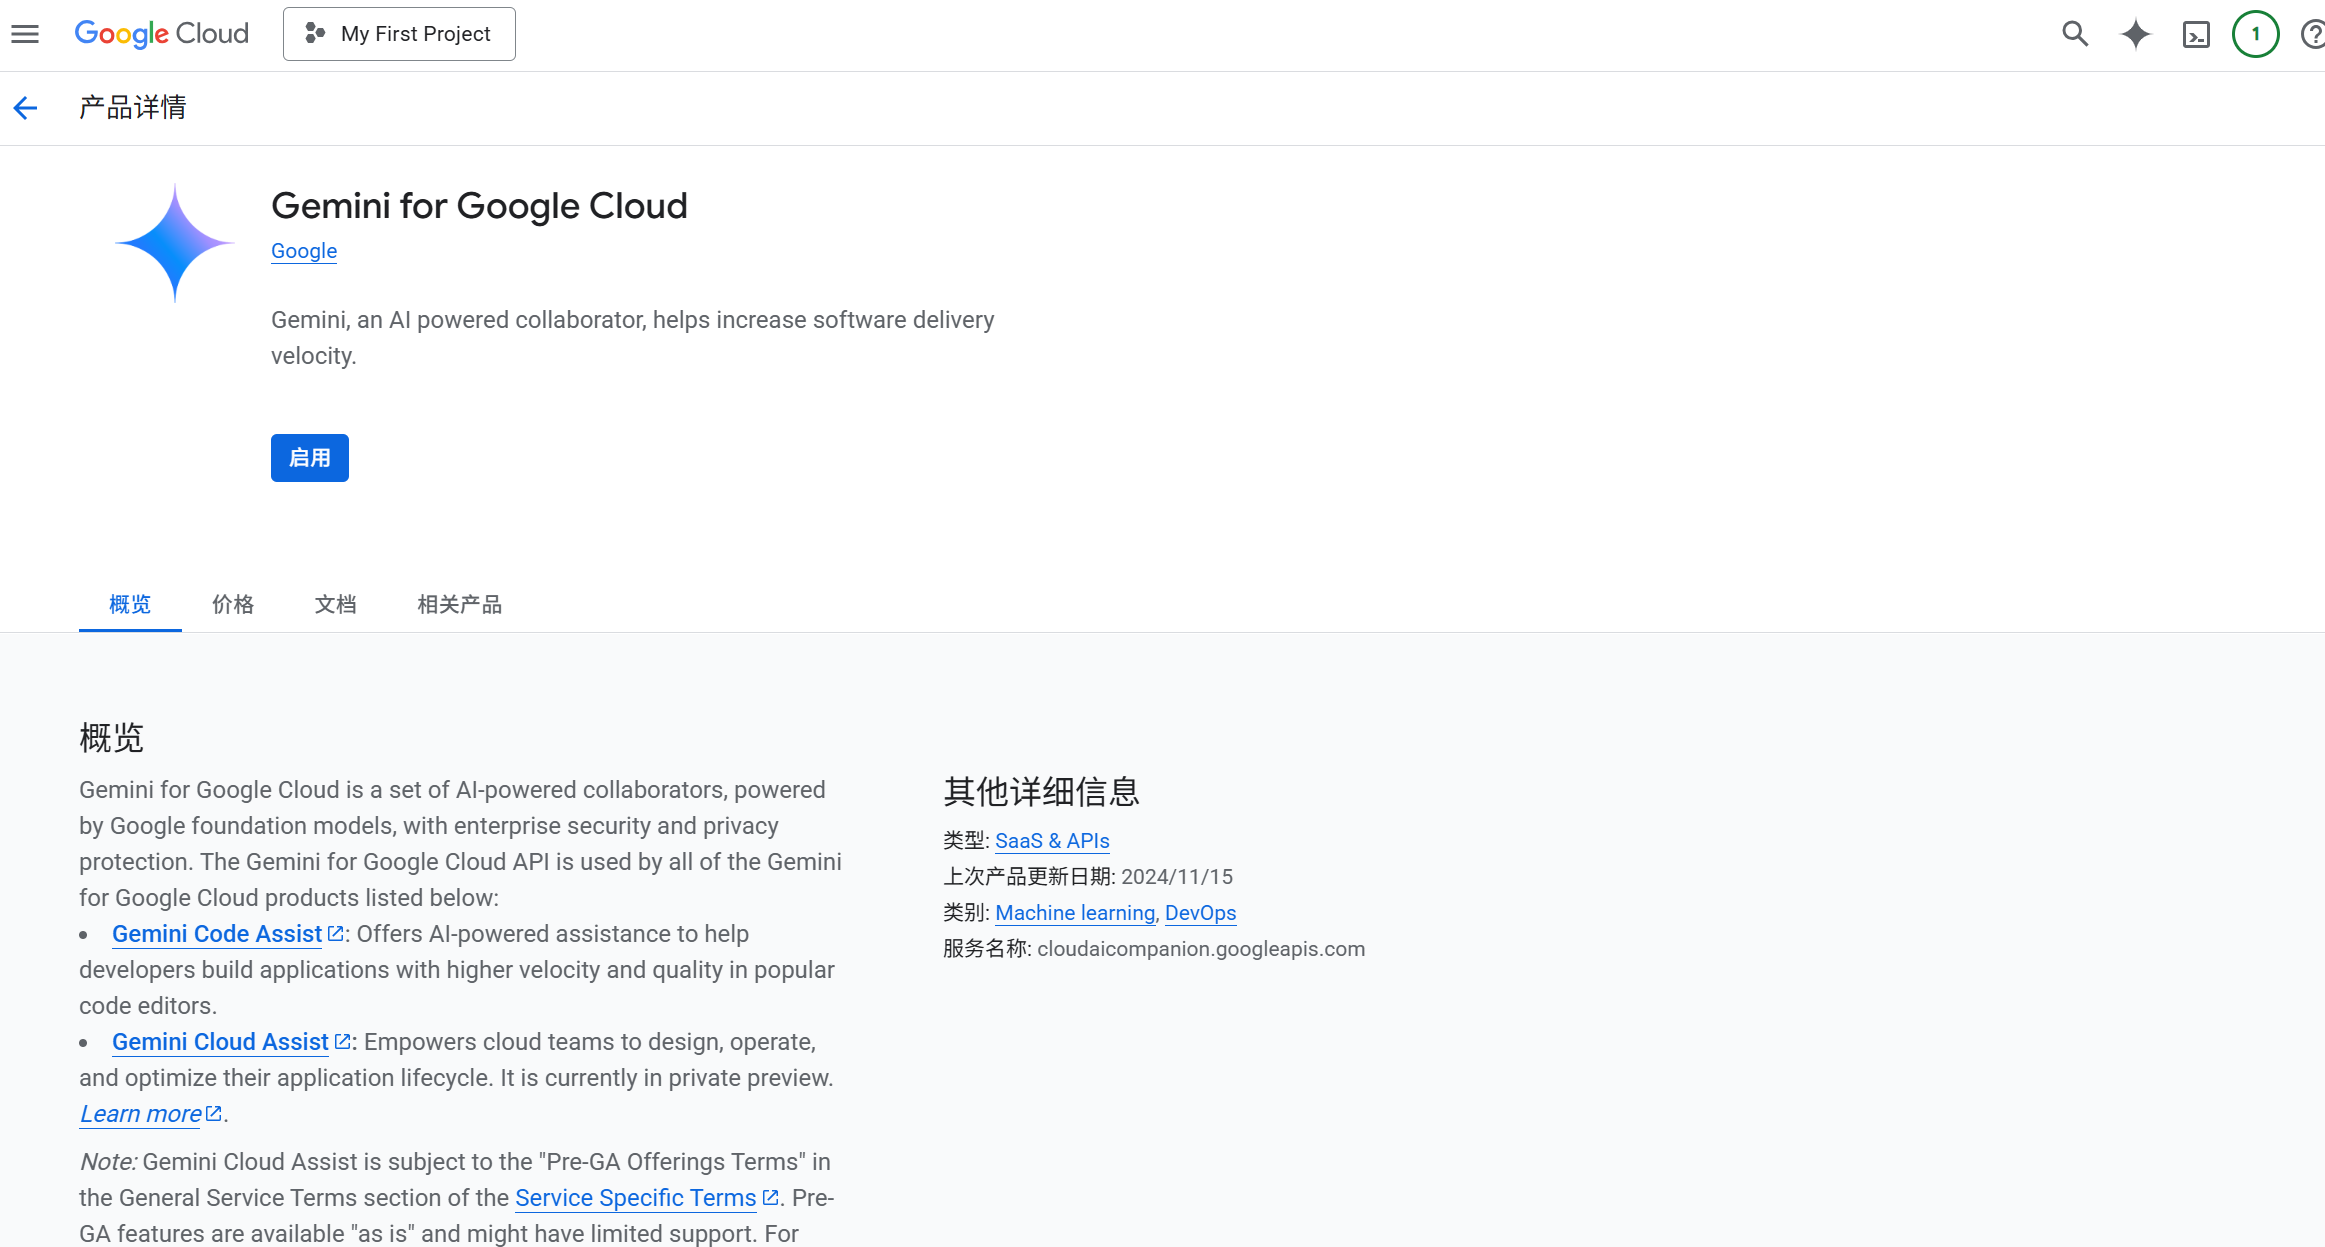 Google Cloud
My First Project
1
产品详情
Gemini for Google Cloud
Google
Gemini, an AI powered collaborator, helps increase software delivery
velocity.
启用
概览
价格
文档
相关产品
概览
Gemini for Google Cloud is a set of AI-powered collaborators, powered
by Google foundation models, with enterprise security and privacy
protection. The Gemini for Google Cloud API is used by all of the Gemini
for Google Cloud products listed below:
• Gemini Code Assist: Offers AI-powered assistance to help
developers build applications with higher velocity and quality in popular
code editors.
• Gemini Cloud Assist: Empowers cloud teams to design, operate,
and optimize their application lifecycle. It is currently in private preview.
Learn more.
Note: Gemini Cloud Assist is subject to the "Pre-GA Offerings Terms" in
the General Service Terms section of the Service Specific Terms. Pre-
GA features are available "as is" and might have limited support. For
其他详细信息
类型: SaaS & APIs
上次产品更新日期: 2024/11/15
类别: Machine learning, DevOps
服务名称: cloudaicompanion.googleapis.com